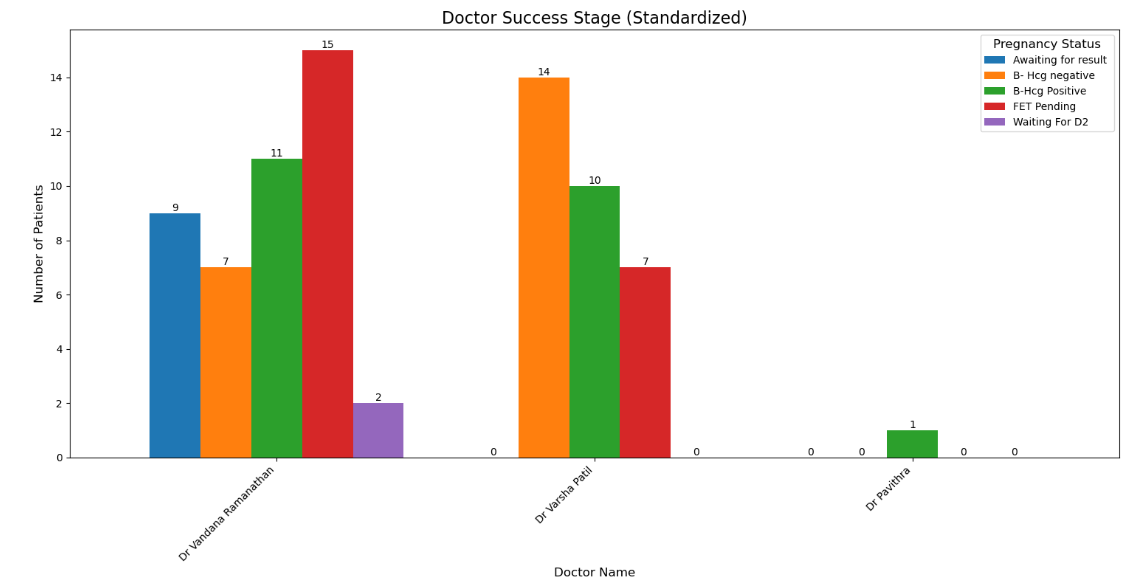 Doctor Success Stage (Standardized)
Pregnancy Status
Awaiting for result
B- Hcg negative
B-Hcg Positive
FET Pending
Waiting For D2
Number of Patients
14
12
10
8
6
4
2
0
9
7
11
15
2
0
14
10
7
0
0
0
1
0
0
Dr Vandana Ramanathan
Dr Varsha Patil
Dr Pavithra
Doctor Name